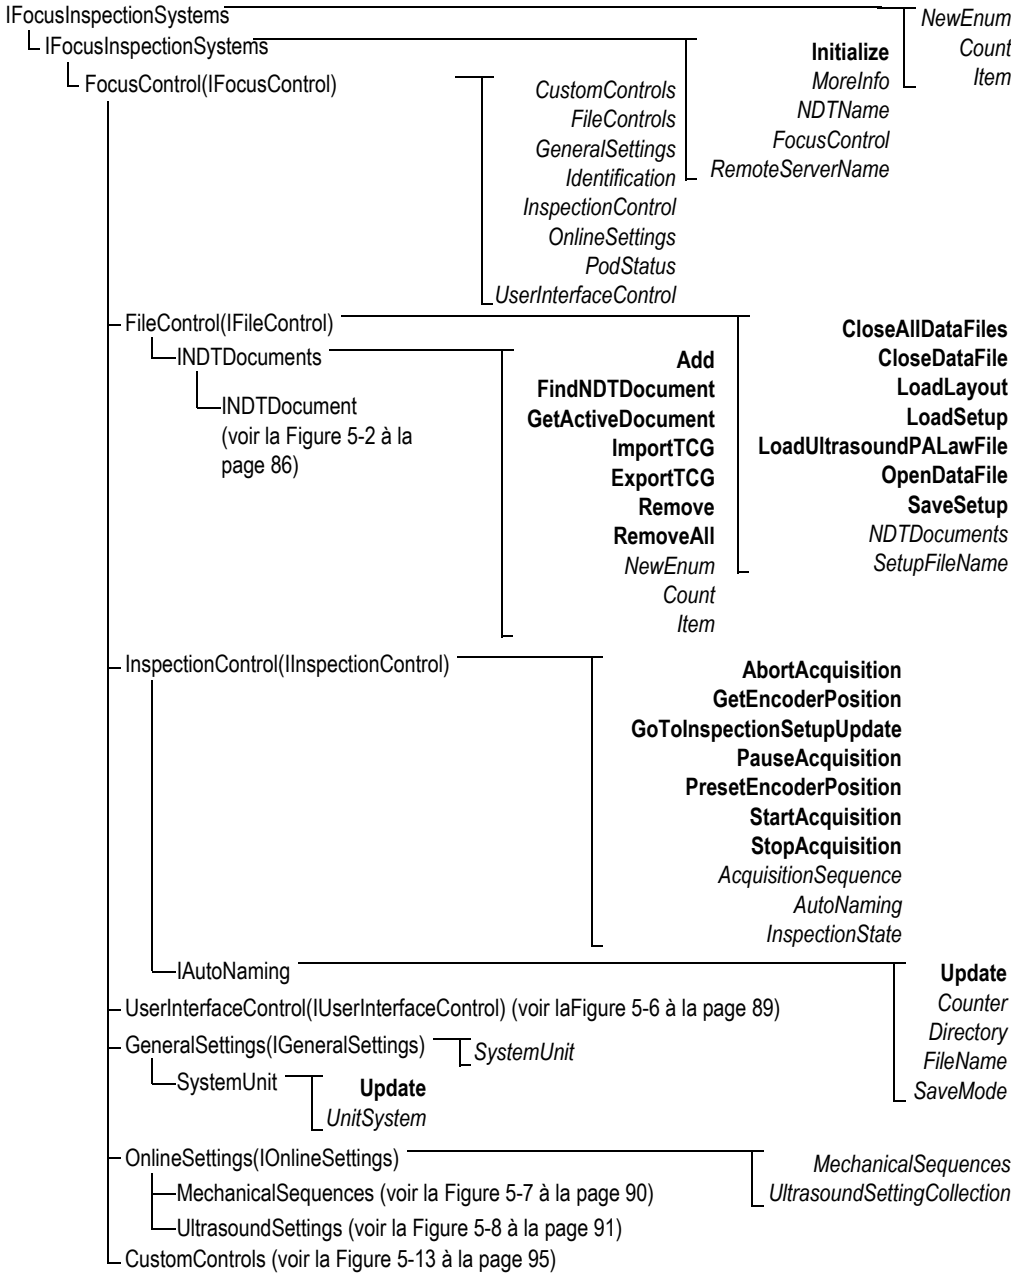 IFocusInspectionSystems
NewEnum
Count
Item
IFocusInspectionSystems
Initialize
MoreInfo
NDTName
FocusControl
RemoteServerName
FocusControl(IFocusControl)
CustomControls
FileControls
GeneralSettings
Identification
InspectionControl
OnlineSettings
PodStatus
UserInterfaceControl
FileControl(IFileControl)
CloseAllDataFiles
CloseDataFile
LoadLayout
LoadSetup
LoadUltrasoundPALawFile
OpenDataFile
SaveSetup
NDTDocuments
SetupFileName
INDTDocuments
Add
FindNDTDocument
GetActiveDocument
ImportTCG
ExportTCG
Remove
RemoveAll
NewEnum
Count
Item
INDTDocument
(voir la Figure 5-2 à la
page 86)
InspectionControl(IInspectionControl)
AbortAcquisition
GetEncoderPosition
GoToInspectionSetupUpdate
PauseAcquisition
PresetEncoderPosition
StartAcquisition
StopAcquisition
AcquisitionSequence
AutoNaming
InspectionState
IAutoNaming
Update
Counter
Directory
FileName
SaveMode
UserInterfaceControl(IUserInterfaceControl) (voir laFigure 5-6 à la page 89)
GeneralSettings(IGeneralSettings)
SystemUnit
SystemUnit
Update
UnitSystem
OnlineSettings(IOnlineSettings)
MechanicalSequences
UltrasoundSettingCollection
MechanicalSequences (voir la Figure 5-7 à la page 90)
UltrasoundSettings (voir la Figure 5-8 à la page 91)
CustomControls (voir la Figure 5-13 à la page 95)